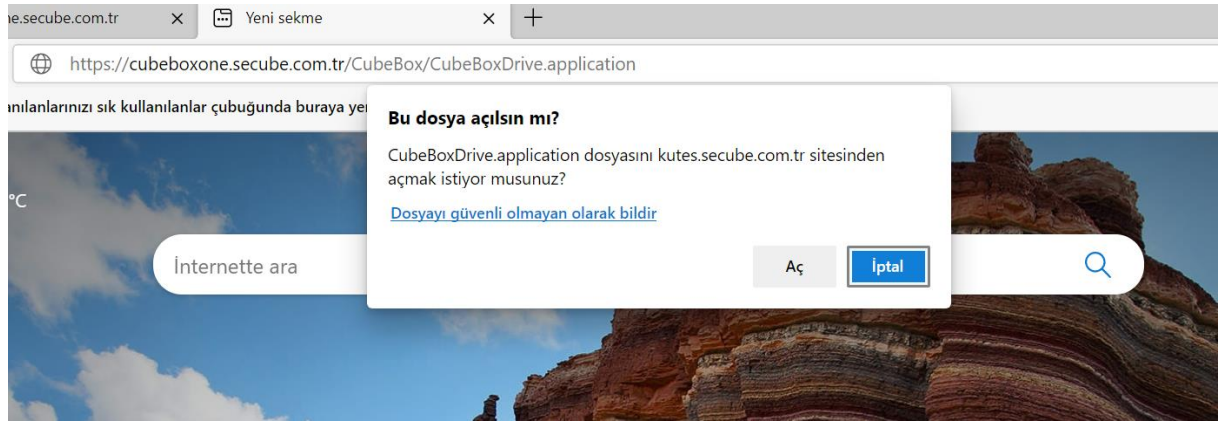 ne.secube.com.tr
Yeni sekme
https://cubeboxone.secube.com.tr/CubeBox/CubeBoxDrive.application
anılanlarınızı sık kullanılanlar çubuğunda buraya yer
Bu dosya açılsın mı?
CubeBoxDrive.application dosyasını kutes.secube.com.tr sitesinden
açmak istiyor musunuz?
Dosyayı güvenli olmayan olarak bildir
°C
İnternette ara
Aç
İptal